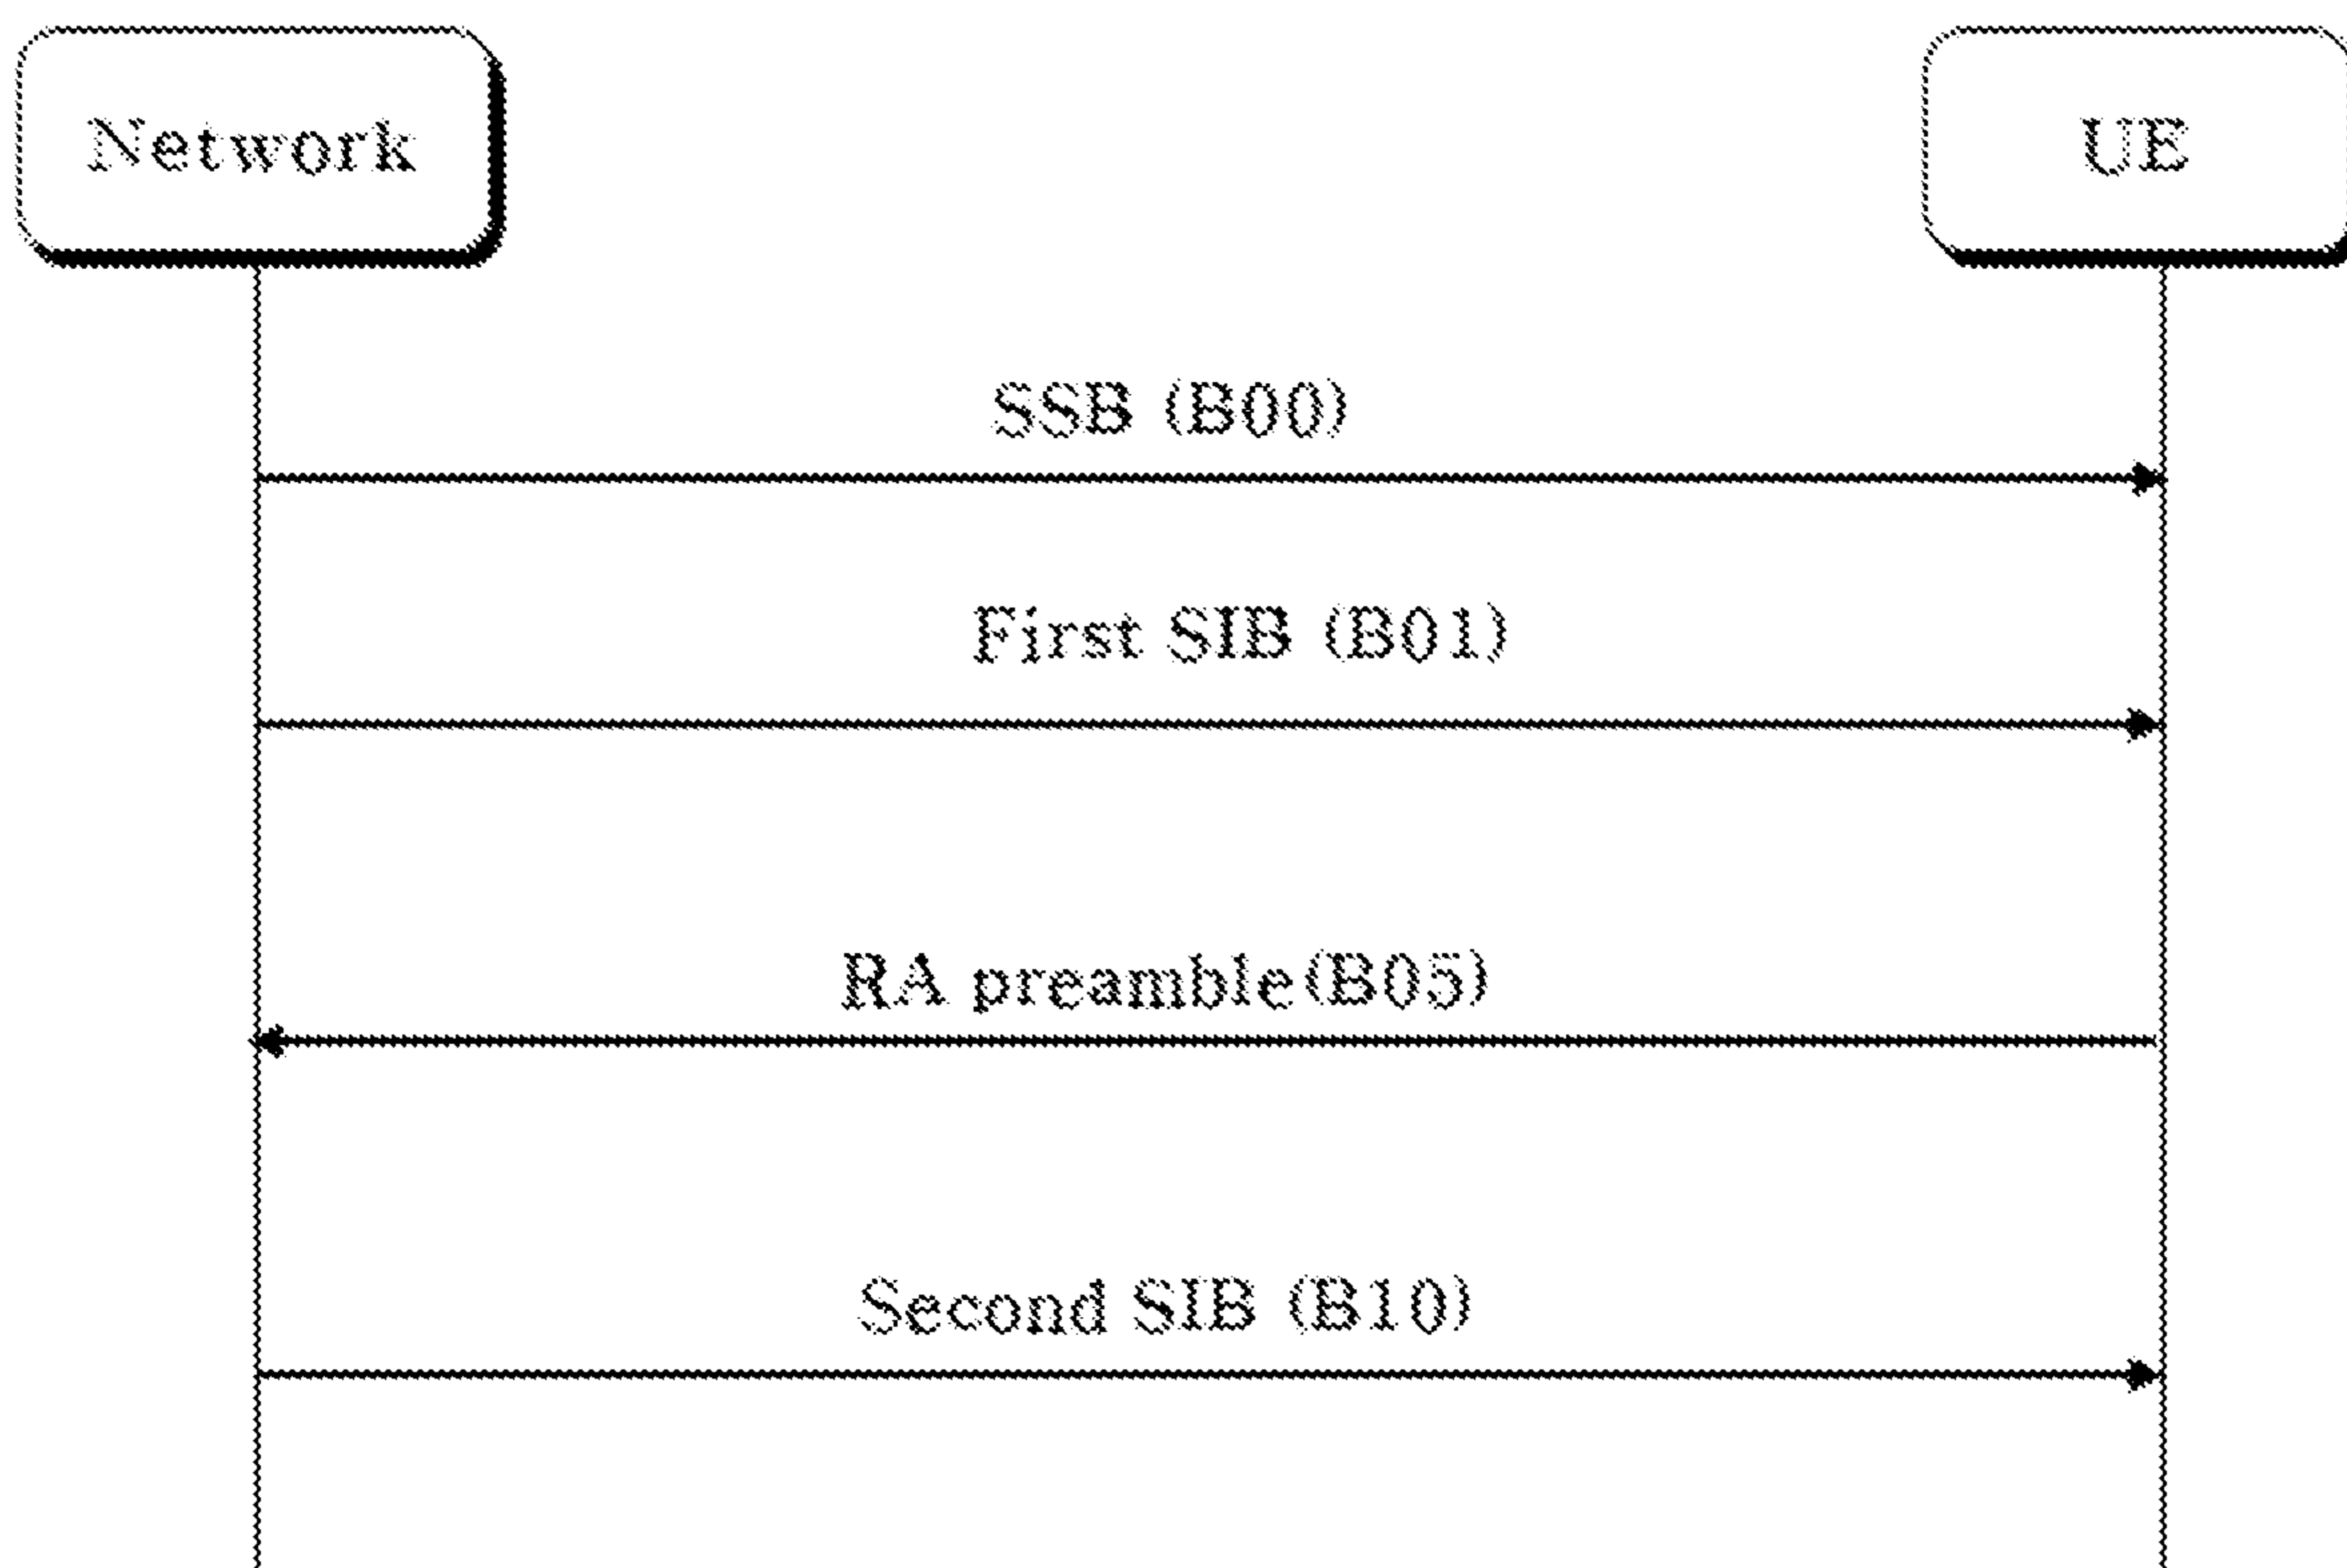 Network
UE
SSB (B00)
First SIB (B01)
RA preamble(B05)
Second SIB (B10)